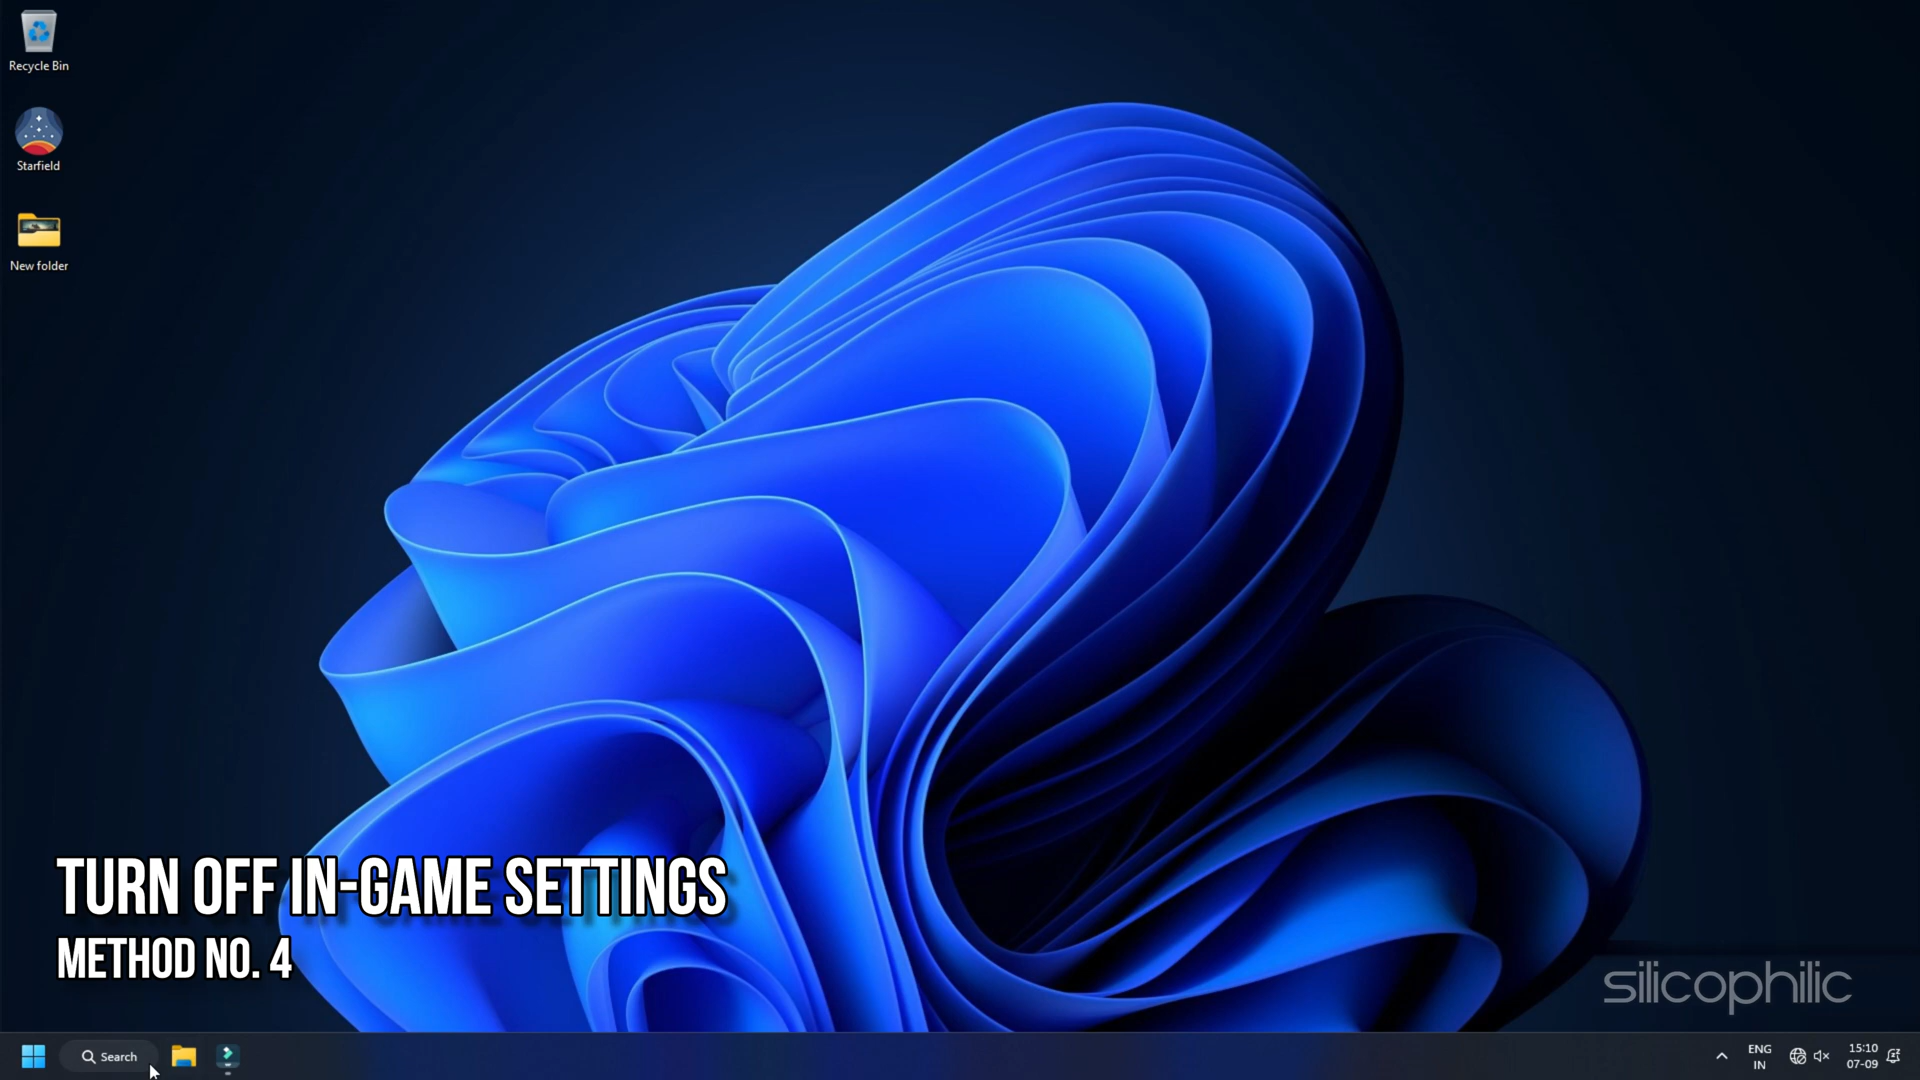 Recycle Bin
Starfield
New folder
TURN OFF IN-GAME SETTINGS
METHOD NO. 4
silicophilic
Search
ENG
IN
15:10
07-09